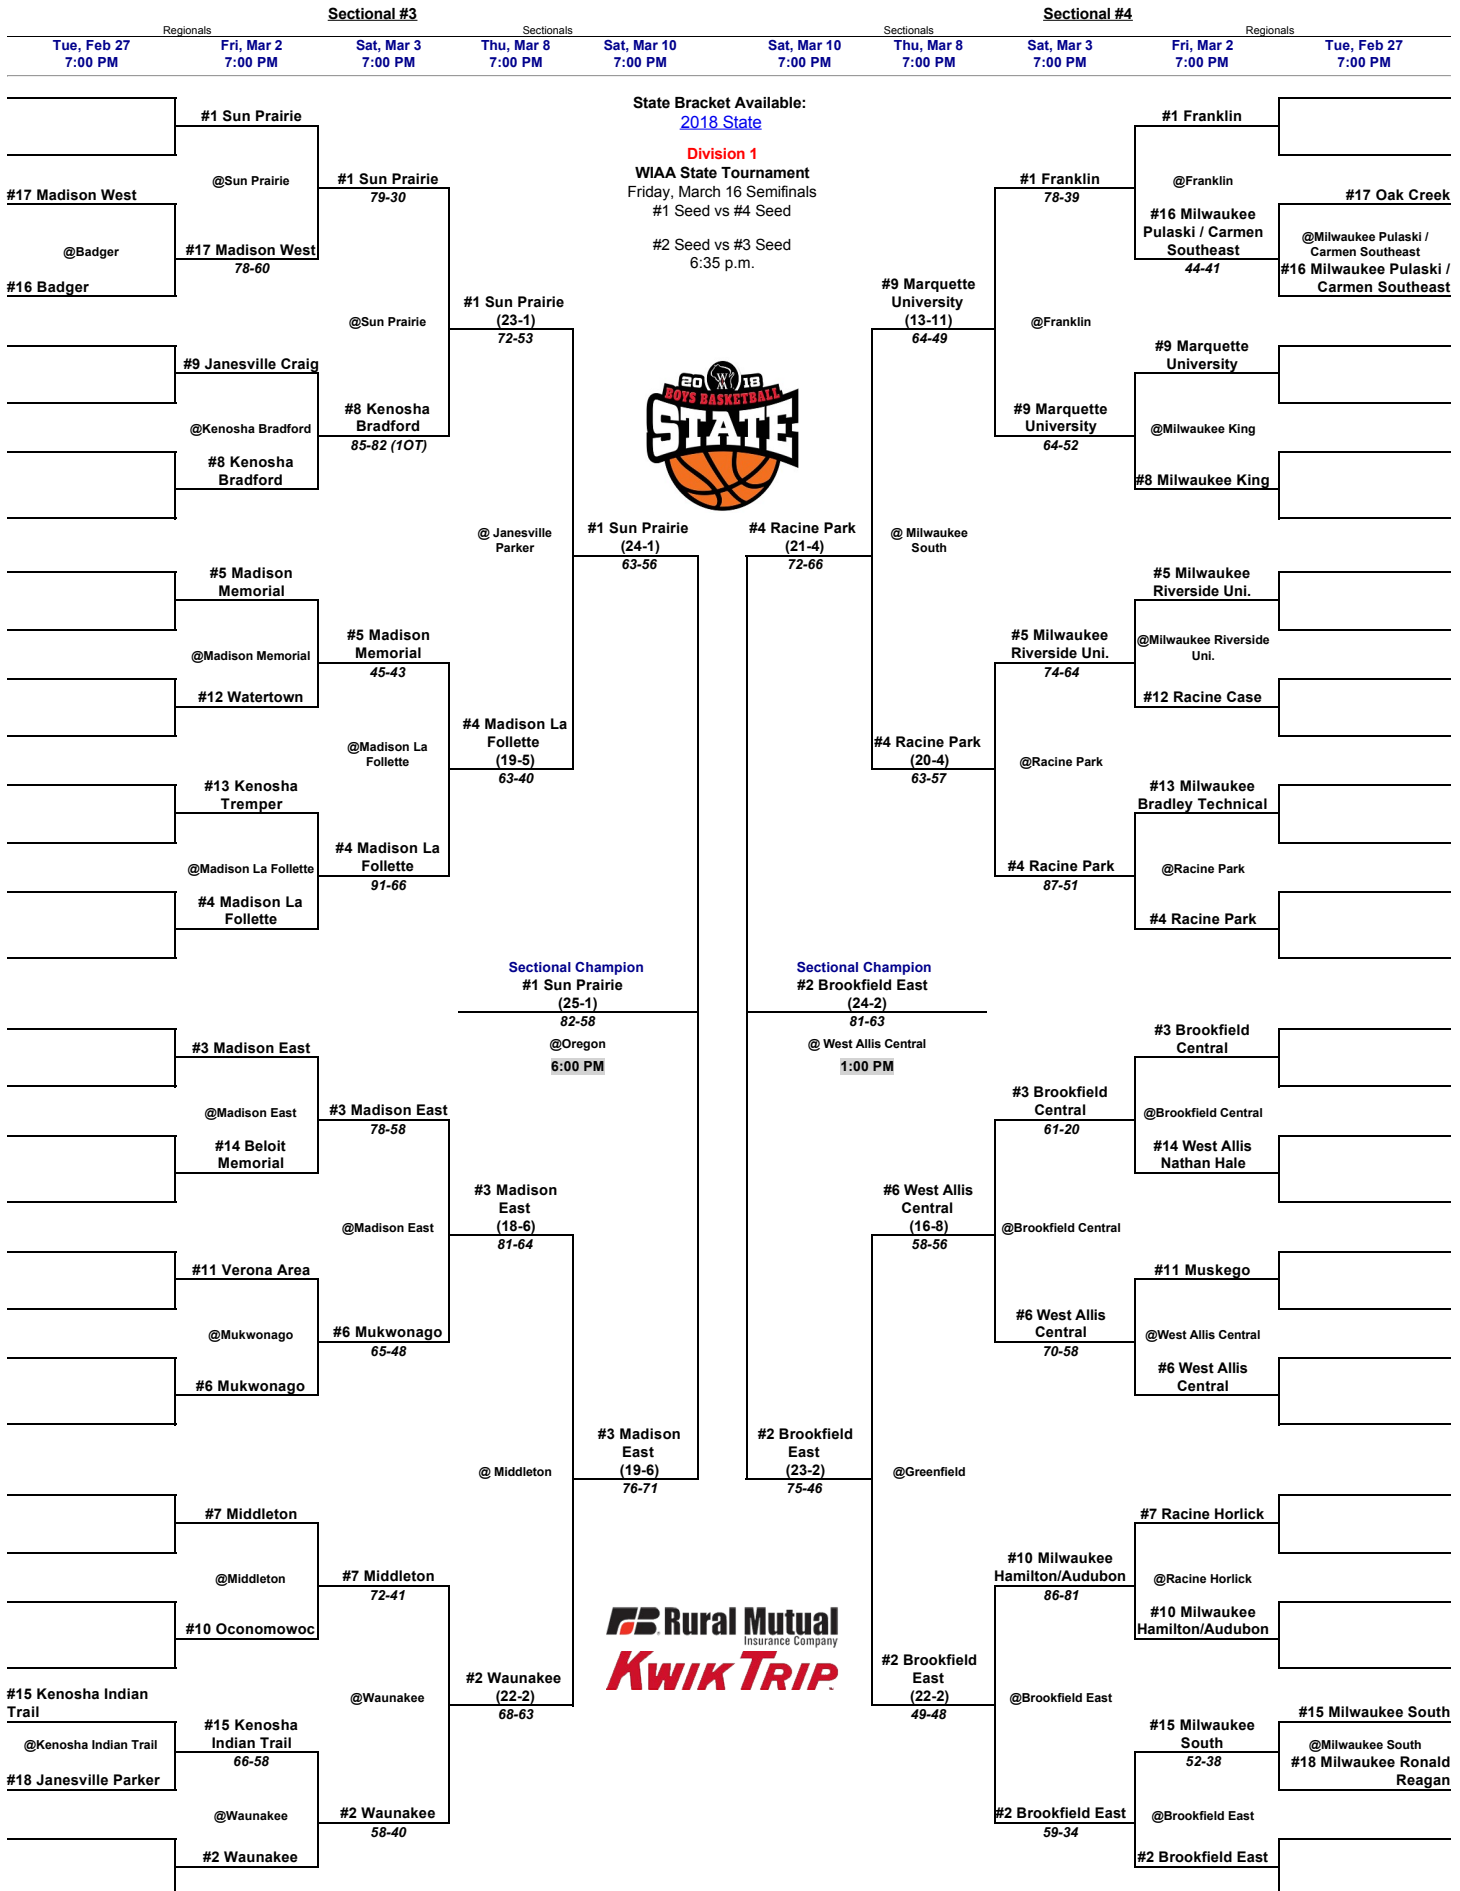 Sectional #3
Sectional #4
Regionals
Sectionals
Sectionals
Regionals
Tue, Feb 27
7:00 PM
Fri, Mar 2
7:00 PM
Sat, Mar 3
7:00 PM
Thu, Mar 8
7:00 PM
Sat, Mar 10
7:00 PM
Sat, Mar 10
7:00 PM
Thu, Mar 8
7:00 PM
Sat, Mar 3
7:00 PM
Fri, Mar 2
7:00 PM
Tue, Feb 27
7:00 PM
State Bracket Available:
2018 State
Division 1
WIAA State Tournament
Friday, March 16 Semifinals
#1 Seed vs #4 Seed
#2 Seed vs #3 Seed
6:35 p.m.
#17 Madison West
@Badger
#16 Badger
#15 Kenosha Indian
Trail
@Kenosha Indian Trail
#18 Janesville Parker
#1 Sun Prairie
@Sun Prairie
#17 Madison West
78-60
#9 Janesville Craig
@Kenosha Bradford
#8 Kenosha
Bradford
#5 Madison
Memorial
@Madison Memorial
#12 Watertown
#13 Kenosha
Tremper
@Madison La Follette
#4 Madison La
Follette
#3 Madison East
@Madison East
#14 Beloit
Memorial
#11 Verona Area
@Mukwonago
#6 Mukwonago
#7 Middleton
@Middleton
#10 Oconomowoc
#15 Kenosha
Indian Trail
66-58
@Waunakee
#2 Waunakee
#1 Sun Prairie
79-30
@Sun Prairie
#8 Kenosha
Bradford
85-82 (1OT)
#5 Madison
Memorial
45-43
@Madison La
Follette
#4 Madison La
Follette
91-66
#3 Madison East
78-58
@Madison East
#6 Mukwonago
65-48
#7 Middleton
72-41
@Waunakee
#2 Waunakee
58-40
#1 Sun Prairie
(23-1)
72-53
@ Janesville
Parker
#4 Madison La
Follette
(19-5)
63-40
#3 Madison
East
(18-6)
81-64
@ Middleton
#2 Waunakee
(22-2)
68-63
2018
BOYS BASKETBALL
STATE
#1 Sun Prairie
(24-1)
63-56
#3 Madison
East
(19-6)
76-71
Sectional Champion
#1 Sun Prairie
(25-1)
82-58
@Oregon
6:00 PM
Sectional Champion
#2 Brookfield East
(24-2)
81-63
@ West Allis Central
1:00 PM
#4 Racine Park
(21-4)
72-66
#2 Brookfield
East
(23-2)
75-46
Rural Mutual
Insurance Company
KWIK TRIP
#9 Marquette
University
(13-11)
64-49
@ Milwaukee
South
#4 Racine Park
(20-4)
63-57
#6 West Allis
Central
(16-8)
58-56
@Greenfield
#2 Brookfield
East
(22-2)
49-48
#1 Franklin
78-39
@Franklin
#9 Marquette
University
64-52
#5 Milwaukee
Riverside Uni.
74-64
@Racine Park
#4 Racine Park
87-51
#3 Brookfield
Central
61-20
@Brookfield Central
#6 West Allis
Central
70-58
#10 Milwaukee
Hamilton/Audubon
86-81
@Brookfield East
#2 Brookfield East
59-34
#1 Franklin
@Franklin
#16 Milwaukee
Pulaski / Carmen
Southeast
44-41
#9 Marquette
University
@Milwaukee King
#8 Milwaukee King
#5 Milwaukee
Riverside Uni.
@Milwaukee Riverside
Uni.
#12 Racine Case
#13 Milwaukee
Bradley Technical
@Racine Park
#4 Racine Park
#3 Brookfield
Central
@Brookfield Central
#14 West Allis
Nathan Hale
#11 Muskego
@West Allis Central
#6 West Allis
Central
#7 Racine Horlick
@Racine Horlick
#10 Milwaukee
Hamilton/Audubon
#15 Milwaukee
South
52-38
@Brookfield East
#2 Brookfield East
#17 Oak Creek
@Milwaukee Pulaski /
Carmen Southeast
#16 Milwaukee Pulaski /
Carmen Southeast
#15 Milwaukee South
@Milwaukee South
#18 Milwaukee Ronald
Reagan